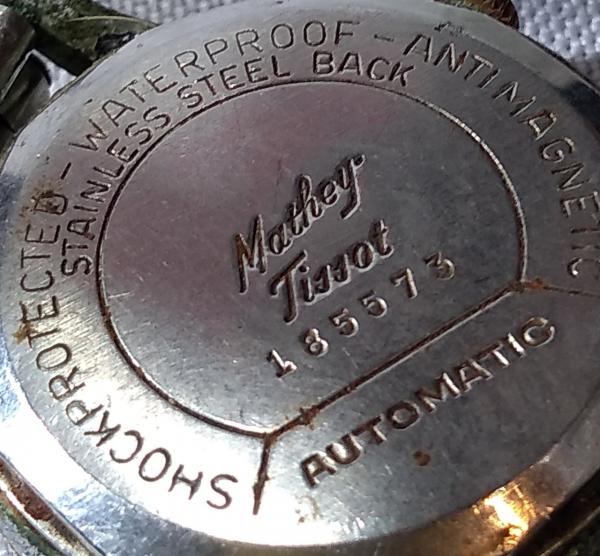 SHOCKPROTECTED - WATERPROOF - ANTIMAGNETIC
STAINLESS STEEL BACK
Mathey-
Tissot
185573
AUTOMATIC